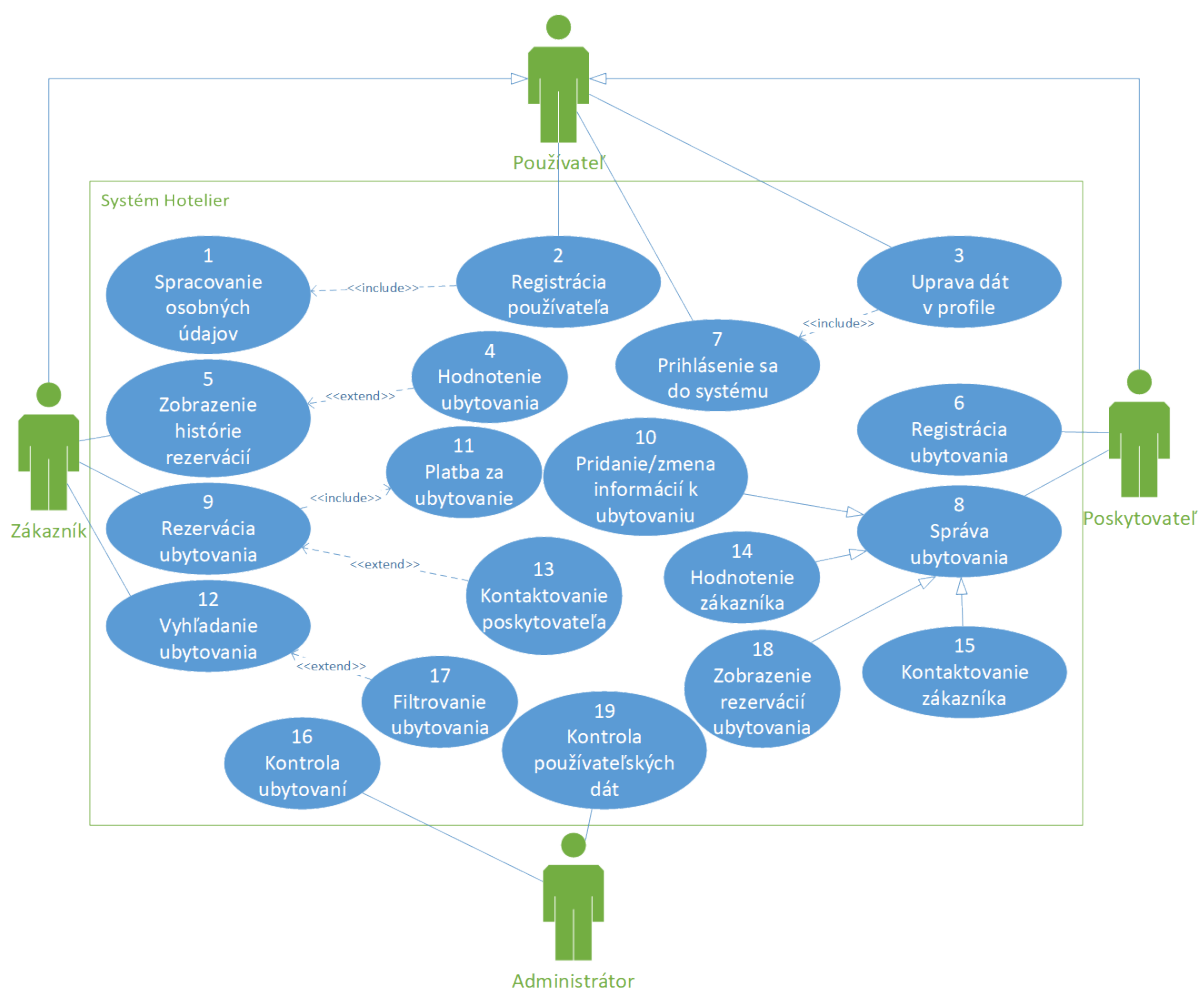 Používateľ
Systém Hotelier
1
Spracovanie
osobných
údajov
<<include>>
2
Registrácia
používateľa
3
Uprava dát
v profile
<<include>>
7
Prihlásenie sa
do systému
4
Hodnotenie
ubytovania
<<extend>>
5
Zobrazenie
histórie
rezervácií
6
Registrácia
ubytovania
Zákazník
Poskytovateľ
11
Platba za
ubytovanie
10
Pridanie/zmena
informácií k
ubytovaniu
<<include>>
9
Rezervácia
ubytovania
8
Správa
ubytovania
<<extend>>
13
Kontaktovanie
poskytovateľa
14
Hodnotenie
zákazníka
12
Vyhľadanie
ubytovania
<<extend>>
17
Filtrovanie
ubytovania
18
Zobrazenie
rezervácií
ubytovania
15
Kontaktovanie
zákazníka
16
Kontrola
ubytovaní
19
Kontrola
používateľských
dát
Administrátor